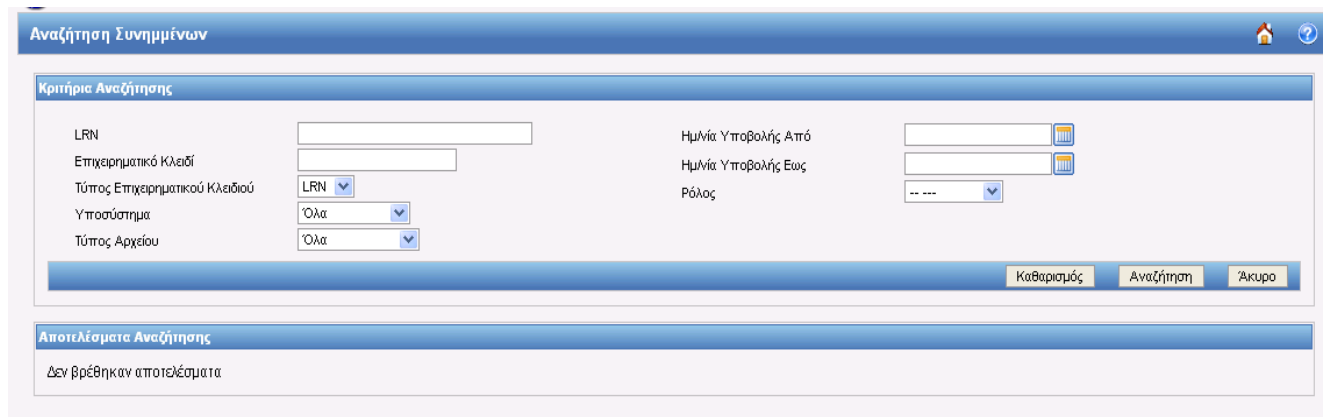 Αναζήτηση Συνημμένων
Κριτήρια Αναζήτησης
LRN
Ημ/νία Υποβολής Από
Επιχειρηματικό Κλειδί
Ημ/νία Υποβολής Εως
Τύπος Επιχειρηματικού Κλειδιού LRN
Ρόλος -- ---
Υποσύστημα Όλα
Τύπος Αρχείου Όλα
Καθαρισμός Αναζήτηση Άκυρο
Αποτελέσματα Αναζήτησης
Δεν βρέθηκαν αποτελέσματα